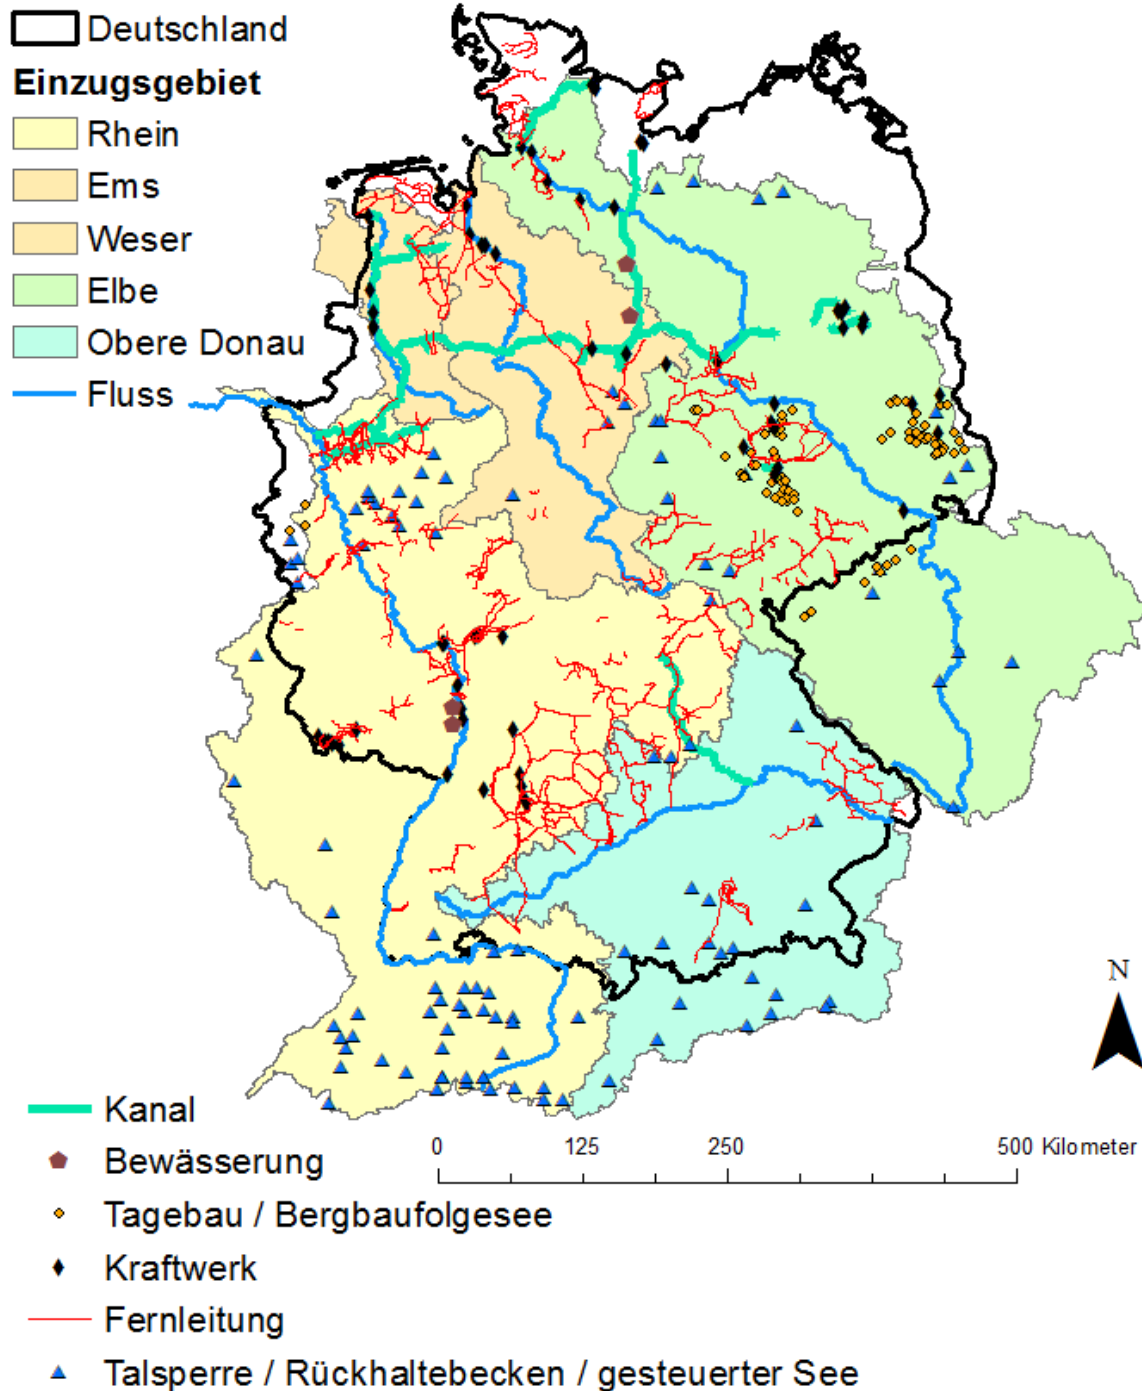 Deutschland
Einzugsgebiet
Rhein
Ems
Weser
Elbe
Obere Donau
Fluss
N
Kanal
0 125 250 500 Kilometer
Bewässerung
Tagebau / Bergbaufolgesee
Kraftwerk
Fernleitung
Talsperre / Rückhaltebecken / gesteuerter See